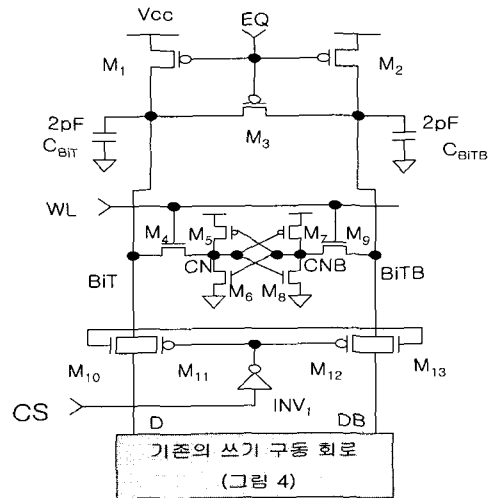 Vcc
EQ
M1
M2
2pF
CBiT
M3
2pF
CBiTB
WL
M4
M5
M7
M9
CN
CNB
BiT
M6
M8
BiTB
M10
M11
M12
M13
INV1
CS
D
DB
기존의 쓰기 구동 회로
(그림 4)